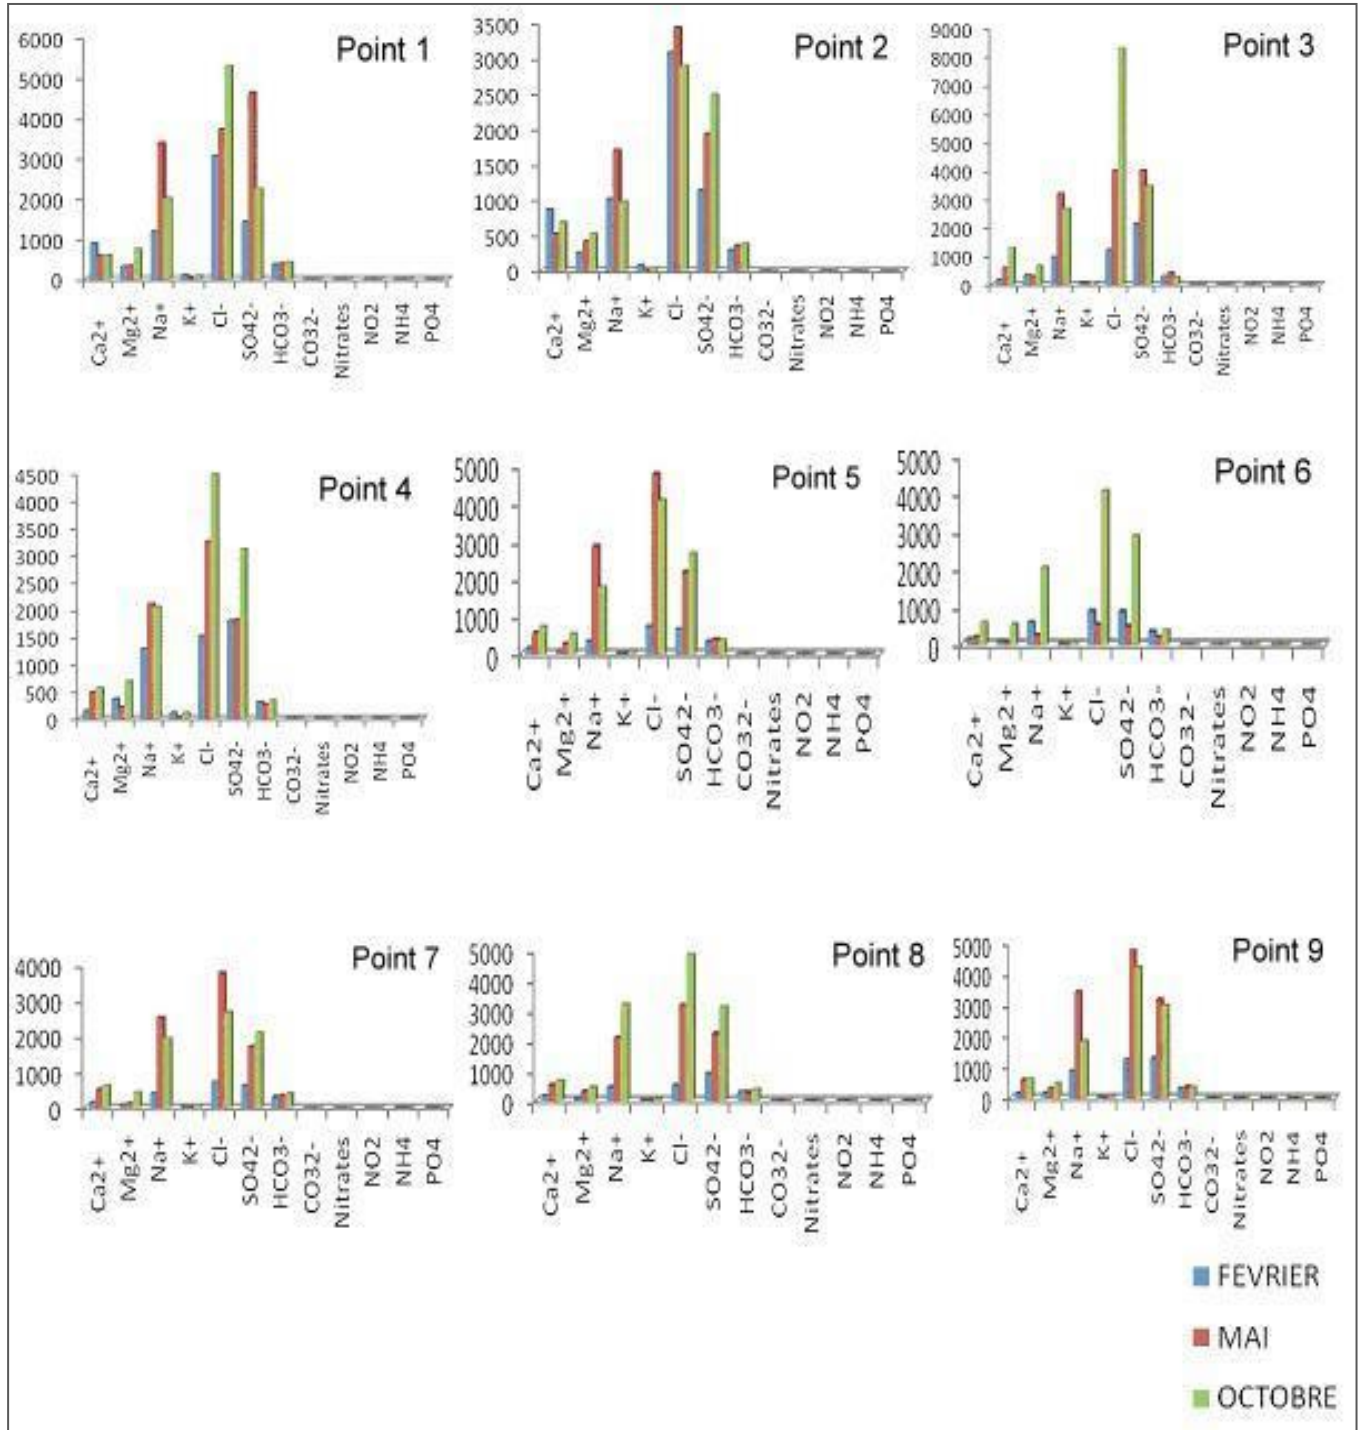 Point 1
6000
5000
4000
3000
2000
1000
0
Ca2+
Mg2+
Na+
K+
Cl-
SO42-
HCO3-
CO32-
Nitrates
NO2
NH4
PO4
Point 2
3500
3000
2500
2000
1500
1000
500
0
Ca2+
Mg2+
Na+
K+
Cl-
SO42-
HCO3-
CO32-
Nitrates
NO2
NH4
PO4
Point 3
9000
8000
7000
6000
5000
4000
3000
2000
1000
0
Ca2+
Mg2+
Na+
K+
Cl-
SO42-
HCO3-
CO32-
Nitrates
NO2
NH4
PO4
Point 4
4500
4000
3500
3000
2500
2000
1500
1000
500
0
Ca2+
Mg2+
Na+
K+
Cl-
SO42-
HCO3-
CO32-
Nitrates
NO2
NH4
PO4
Point 5
5000
4000
3000
2000
1000
0
Ca2+
Mg2+
Na+
K+
Cl-
SO42-
HCO3-
CO32-
Nitrates
NO2
NH4
PO4
Point 6
5000
4000
3000
2000
1000
0
Ca2+
Mg2+
Na+
K+
Cl-
SO42-
HCO3-
CO32-
Nitrates
NO2
NH4
PO4
Point 7
4000
3000
2000
1000
0
Ca2+
Mg2+
Na+
K+
Cl-
SO42-
HCO3-
CO32-
Nitrates
NO2
NH4
PO4
Point 8
5000
4000
3000
2000
1000
0
Ca2+
Mg2+
Na+
K+
Cl-
SO42-
HCO3-
CO32-
Nitrates
NO2
NH4
PO4
Point 9
5000
4000
3000
2000
1000
0
Ca2+
Mg2+
Na+
K+
Cl-
SO42-
HCO3-
CO32-
Nitrates
NO2
NH4
PO4
FEVRIER
MAI
OCTOBRE